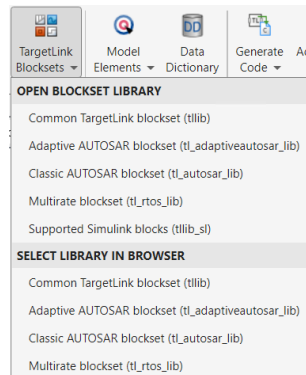 TargetLink Blocksets
Model Elements
Data Dictionary
Generate Code
OPEN BLOCKSET LIBRARY
Common TargetLink blockset (tllib)
Adaptive AUTOSAR blockset (tl_adaptiveautosar_lib)
Classic AUTOSAR blockset (tl_autosar_lib)
Multirate blockset (tl_rtos_lib)
Supported Simulink blocks (tllib_sl)
SELECT LIBRARY IN BROWSER
Common TargetLink blockset (tllib)
Adaptive AUTOSAR blockset (tl_adaptiveautosar_lib)
Classic AUTOSAR blockset (tl_autosar_lib)
Multirate blockset (tl_rtos_lib)